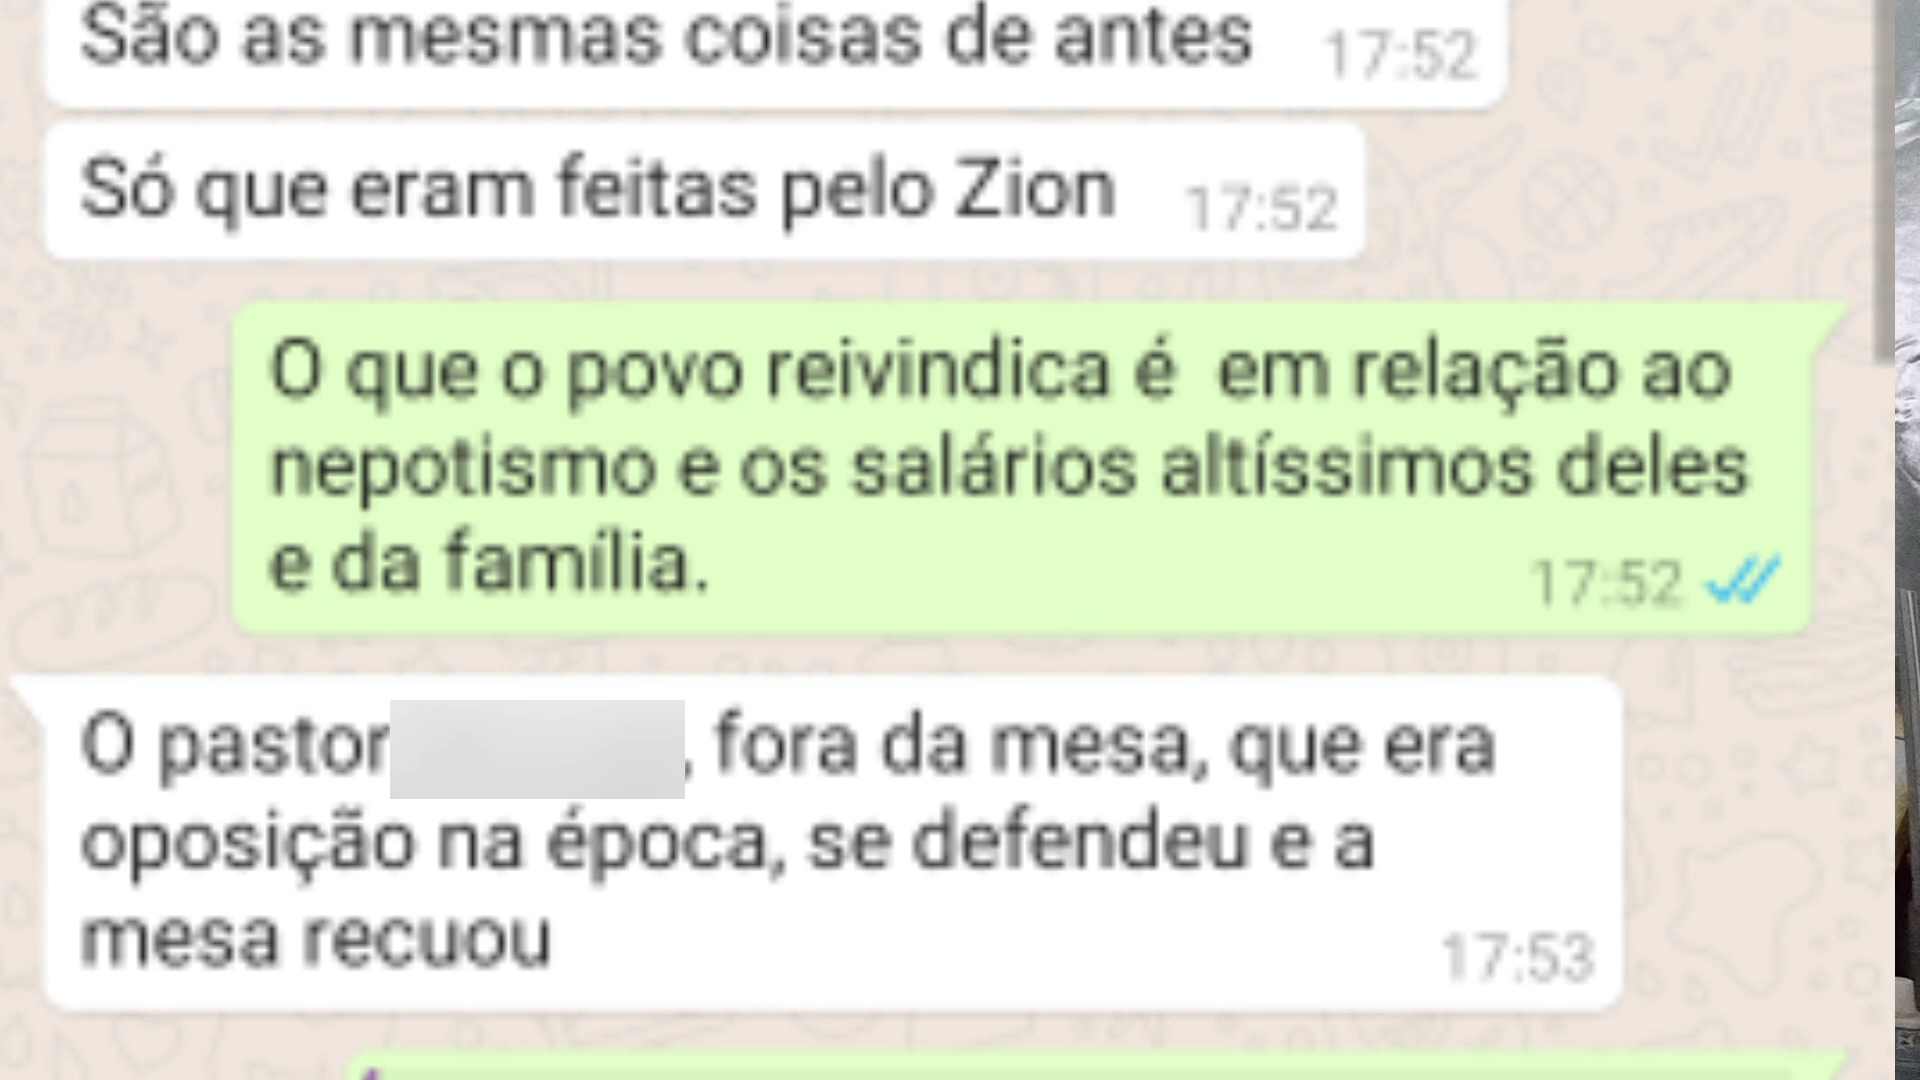 São as mesmas coisas de antes 17:52
Só que eram feitas pelo Zion 17:52
O que o povo reivindica é em relação ao
nepotismo e os salários altíssimos deles
e da família. 17:52
O pastor , fora da mesa, que era
oposição na época, se defendeu e a
mesa recuou 17:53